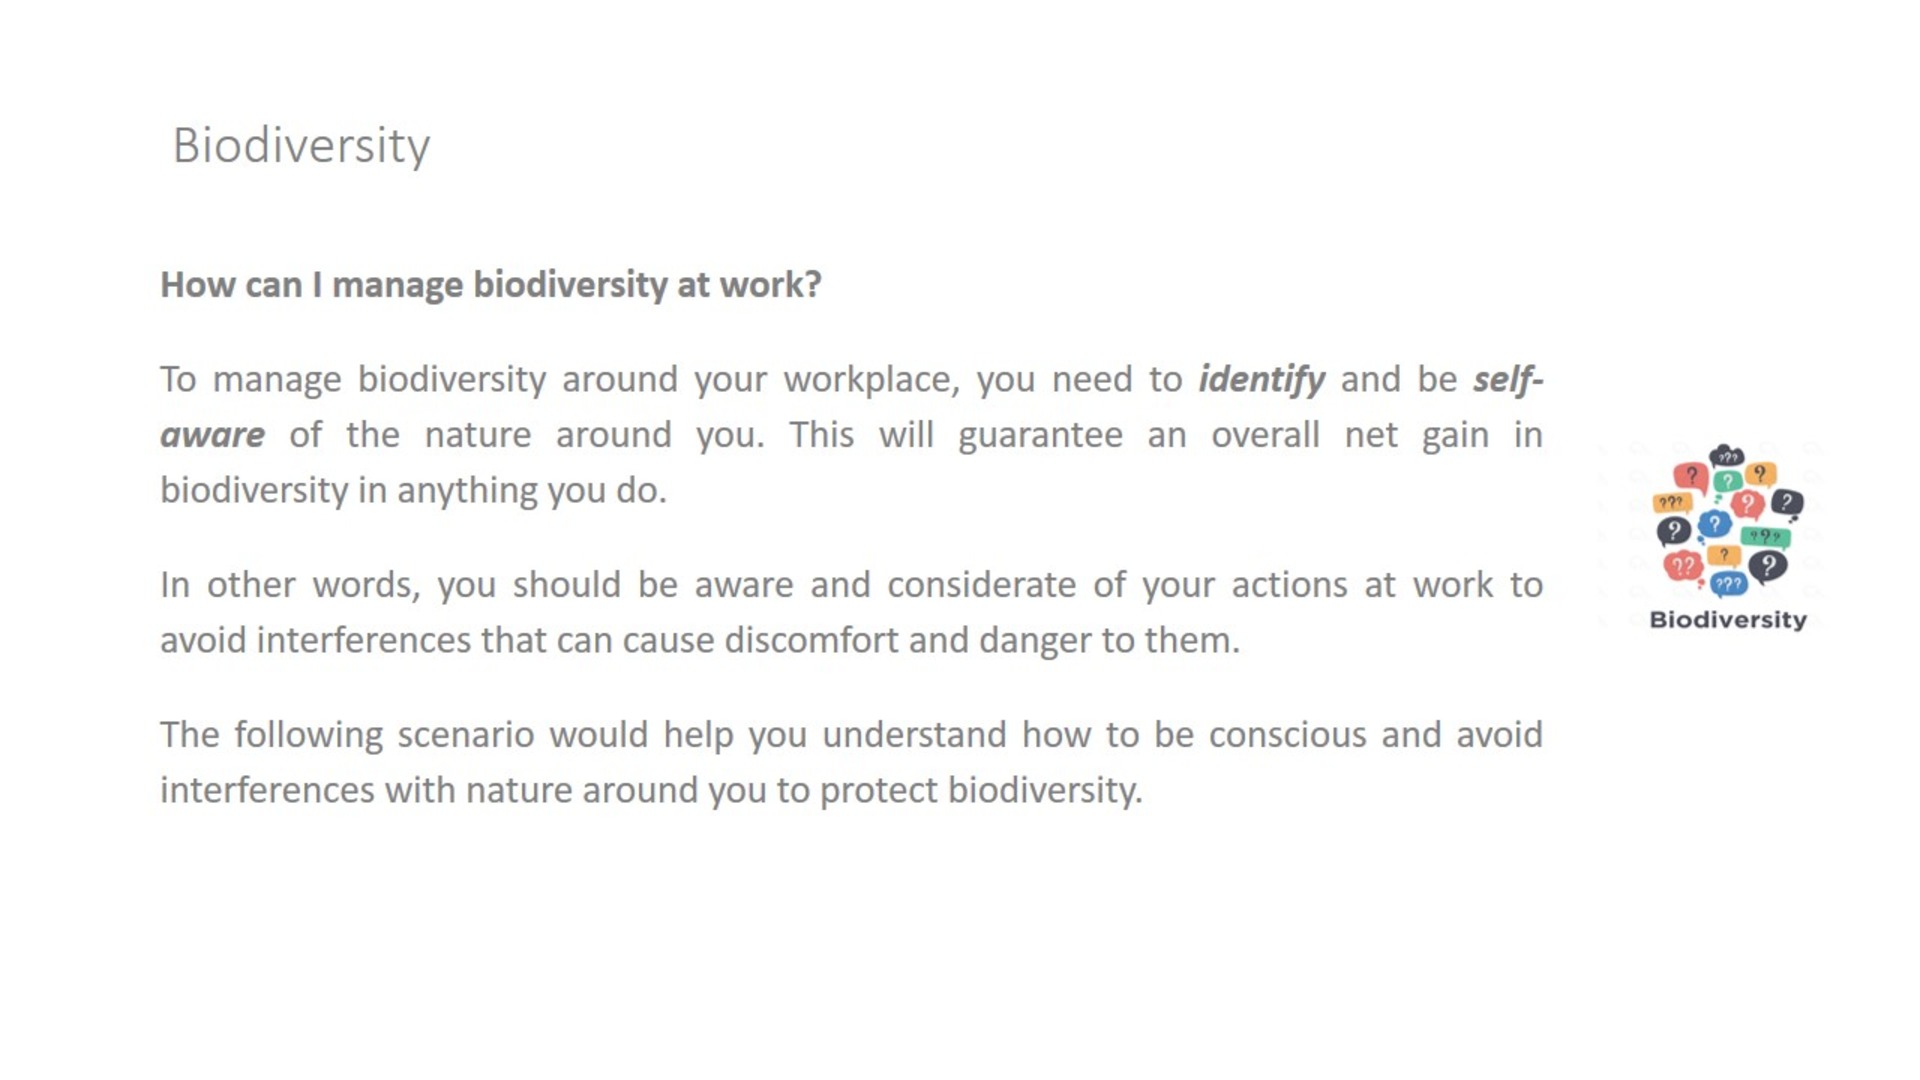 Biodiversity
How can I manage biodiversity at work?
To manage biodiversity around your workplace, you need to identify and be self-
aware of the nature around you. This will guarantee an overall net gain in
biodiversity in anything you do.
In other words, you should be aware and considerate of your actions at work to
avoid interferences that can cause discomfort and danger to them.
The following scenario would help you understand how to be conscious and avoid
interferences with nature around you to protect biodiversity.
???
? ? ?
??? ? ?
? ? ???
?? ? ?
???
Biodiversity